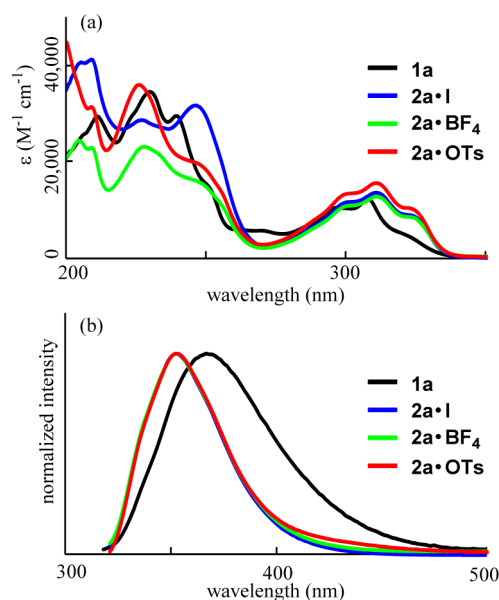 (a)
ε (M⁻¹ cm⁻¹)
40,000
20,000
0
200
300
wavelength (nm)
1a
2a•I
2a•BF₄
2a•OTs
(b)
normalized intensity
300
400
500
wavelength (nm)
1a
2a•I
2a•BF₄
2a•OTs